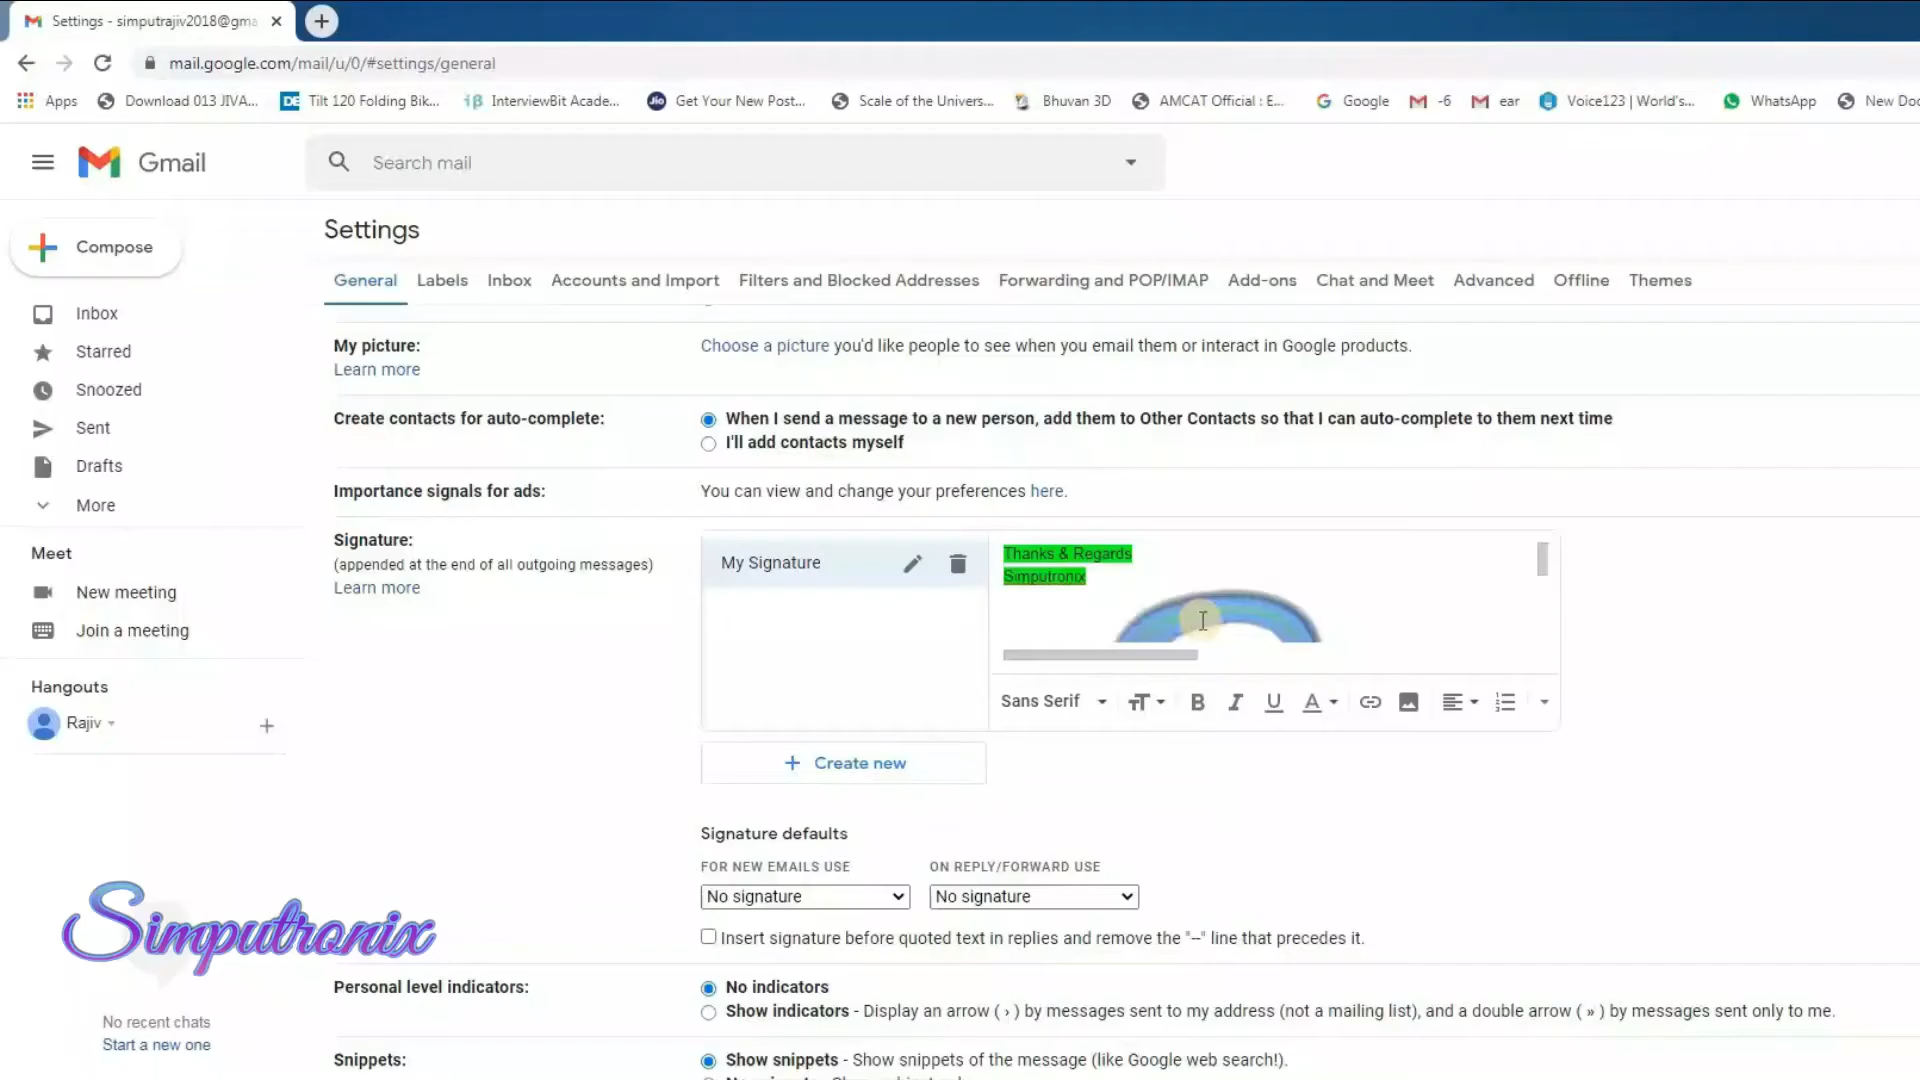 Settings - simputrajiv2018@gma
mail.google.com/mail/u/0/#settings/general
Apps Download 013 JIVA... Tilt 120 Folding Bik... InterviewBit Acade... Jio Get Your New Post... Scale of the Univers... Bhuvan 3D AMCAT Official : E... Google -6 ear Voice123 | World's... WhatsApp New Doc
Gmail
Search mail
Settings
Compose
General Labels Inbox Accounts and Import Filters and Blocked Addresses Forwarding and POP/IMAP Add-ons Chat and Meet Advanced Offline Themes
Inbox
Starred
Snoozed
Sent
Drafts
More
Meet
New meeting
Join a meeting
Hangouts
Rajiv
No recent chats
Start a new one
My picture:
Learn more
Choose a picture you'd like people to see when you email them or interact in Google products.
Create contacts for auto-complete:
When I send a message to a new person, add them to Other Contacts so that I can auto-complete to them next time
I'll add contacts myself
Importance signals for ads:
You can view and change your preferences here.
Signature:
(appended at the end of all outgoing messages)
Learn more
My Signature
Thanks & Regards
Simputronix
Sans Serif
Create new
Signature defaults
FOR NEW EMAILS USE ON REPLY/FORWARD USE
No signature No signature
Insert signature before quoted text in replies and remove the "--" line that precedes it.
Personal level indicators:
No indicators
Show indicators - Display an arrow ( › ) by messages sent to my address (not a mailing list), and a double arrow ( » ) by messages sent only to me.
Snippets:
Show snippets - Show snippets of the message (like Google web search!).
Simputronix